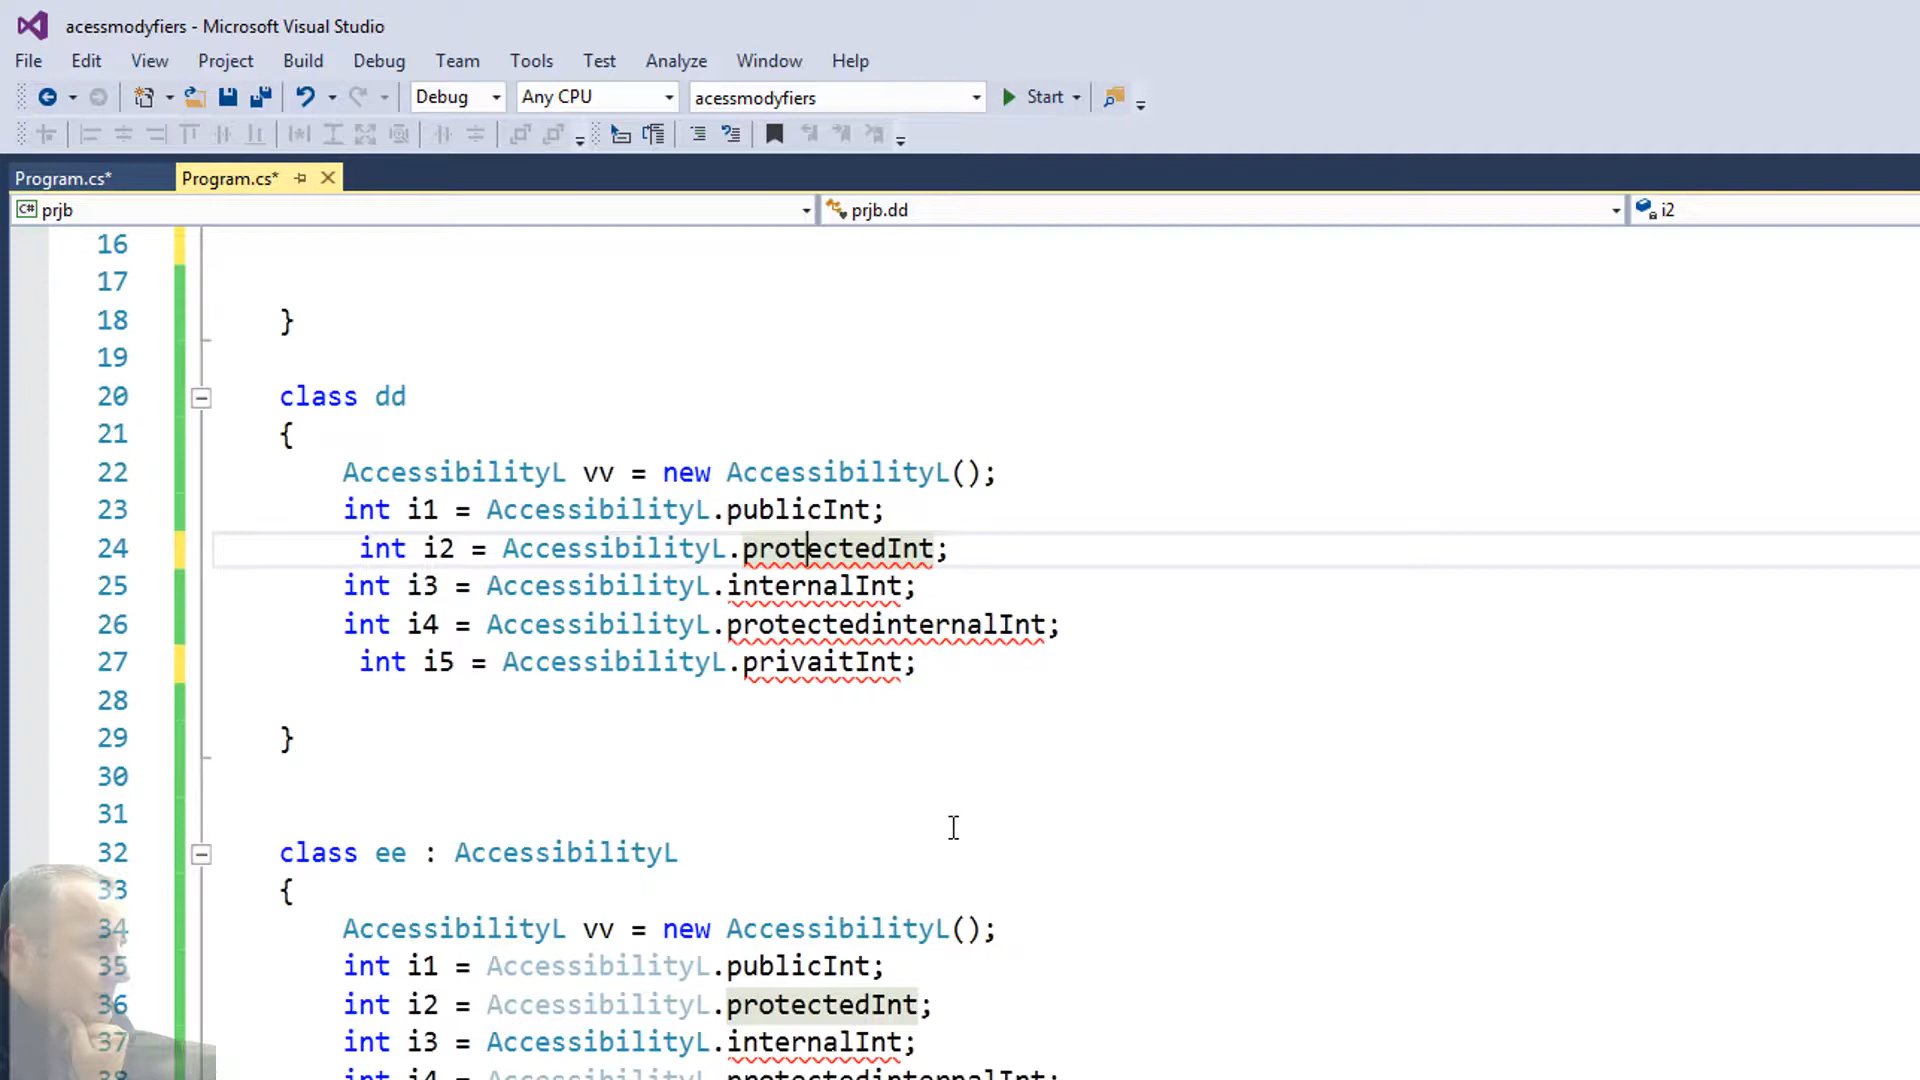 acessmodyfiers - Microsoft Visual Studio
File Edit View Project Build Debug Team Tools Test Analyze Window Help
Debug Any CPU acessmodyfiers Start
Program.cs* Program.cs*
C# prjb prjb.dd i2
16
17
18 }
19
20 class dd
21 {
22 AccessibilityL vv = new AccessibilityL();
23 int i1 = AccessibilityL.publicInt;
24 int i2 = AccessibilityL.protectedInt;
25 int i3 = AccessibilityL.internalInt;
26 int i4 = AccessibilityL.protectedinternalInt;
27 int i5 = AccessibilityL.privaitInt;
28
29 }
30
31
32 class ee : AccessibilityL
33 {
34 AccessibilityL vv = new AccessibilityL();
35 int i1 = AccessibilityL.publicInt;
36 int i2 = AccessibilityL.protectedInt;
37 int i3 = AccessibilityL.internalInt;
38 int i4 = AccessibilityL.protectedinternalInt;